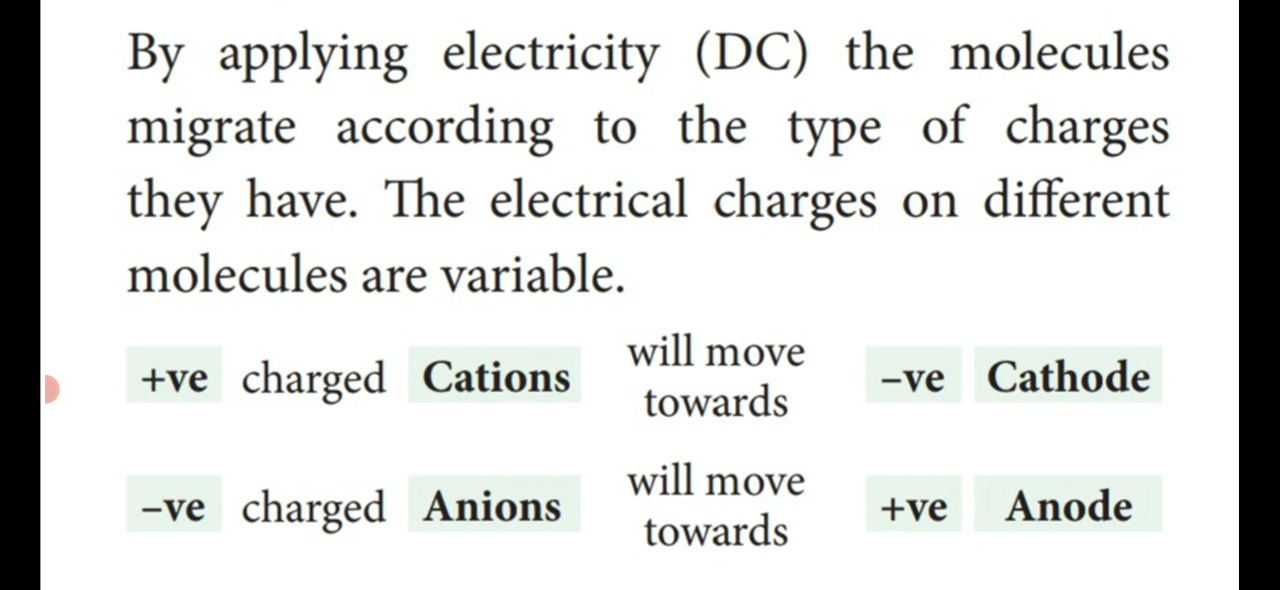 By applying electricity (DC) the molecules
migrate according to the type of charges
they have. The electrical charges on different
molecules are variable.
+ve charged Cations will move towards –ve Cathode
–ve charged Anions will move towards +ve Anode